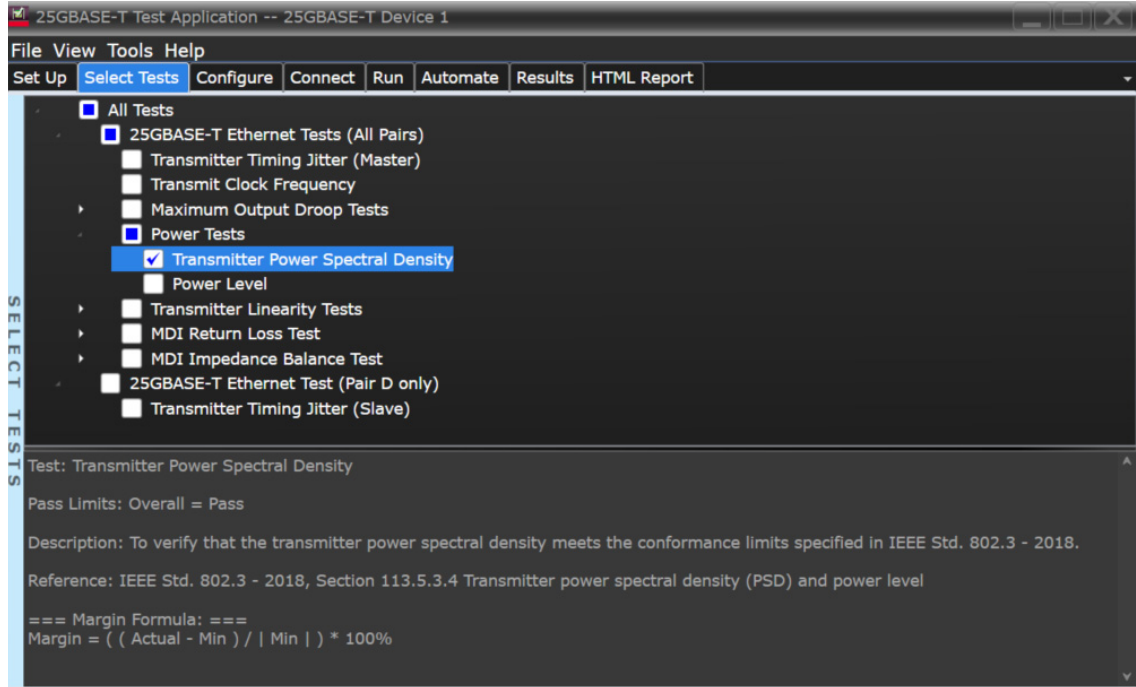 25GBASE-T Test Application -- 25GBASE-T Device 1
File View Tools Help
Set Up Select Tests Configure Connect Run Automate Results HTML Report
All Tests
25GBASE-T Ethernet Tests (All Pairs)
Transmitter Timing Jitter (Master)
Transmit Clock Frequency
Maximum Output Droop Tests
Power Tests
Transmitter Power Spectral Density
Power Level
Transmitter Linearity Tests
MDI Return Loss Test
MDI Impedance Balance Test
25GBASE-T Ethernet Test (Pair D only)
Transmitter Timing Jitter (Slave)
SELECT TESTS
Test: Transmitter Power Spectral Density
Pass Limits: Overall = Pass
Description: To verify that the transmitter power spectral density meets the conformance limits specified in IEEE Std. 802.3 - 2018.
Reference: IEEE Std. 802.3 - 2018, Section 113.5.3.4 Transmitter power spectral density (PSD) and power level
=== Margin Formula: ===
Margin = ( ( Actual - Min ) / | Min | ) * 100%